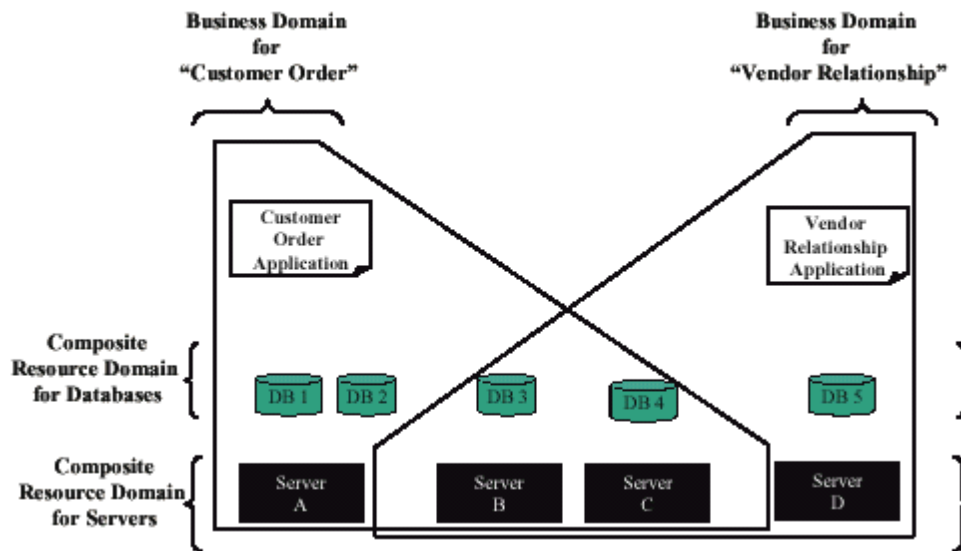 Business Domain
for
“Customer Order”
Business Domain
for
“Vendor Relationship”
Customer
Order
Application
Vendor
Relationship
Application
Composite
Resource Domain
for Databases
DB 1
DB 2
DB 3
DB 4
DB 5
Composite
Resource Domain
for Servers
Server
A
Server
B
Server
C
Server
D